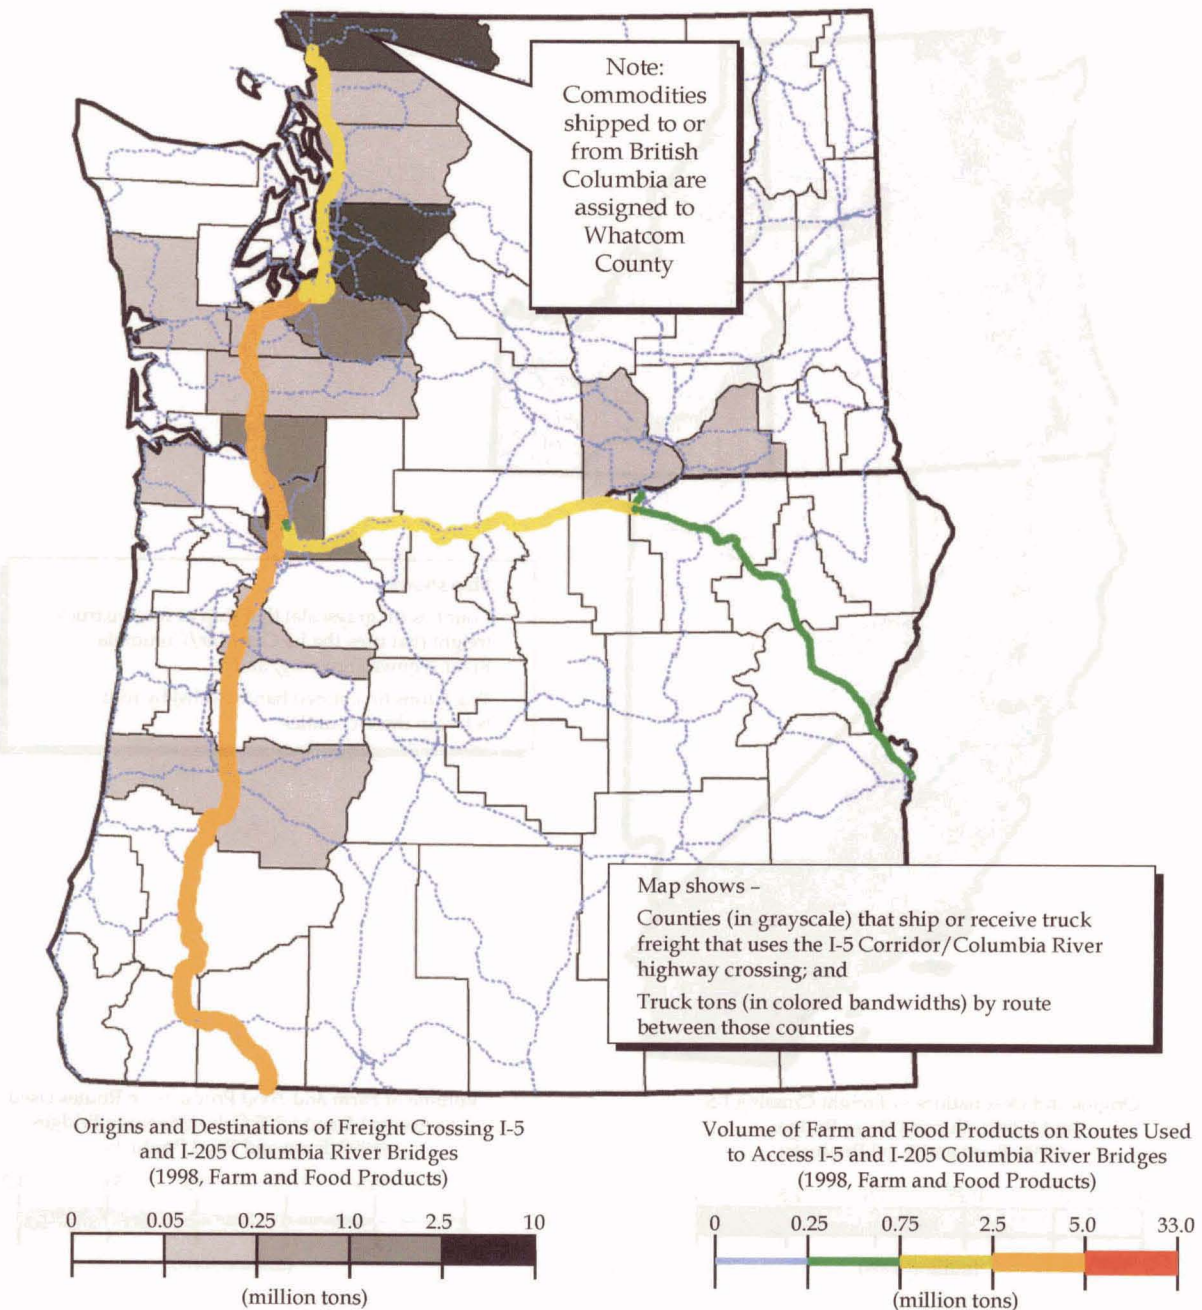 Note:
Commodities
shipped to or
from British
Columbia are
assigned to
Whatcom
County
Map shows –
Counties (in grayscale) that ship or receive truck
freight that uses the I-5 Corridor/Columbia River
highway crossing; and
Truck tons (in colored bandwidths) by route
between those counties
Origins and Destinations of Freight Crossing I-5
and I-205 Columbia River Bridges
(1998, Farm and Food Products)
0 0.05 0.25 1.0 2.5 10
(million tons)
Volume of Farm and Food Products on Routes Used
to Access I-5 and I-205 Columbia River Bridges
(1998, Farm and Food Products)
0 0.25 0.75 2.5 5.0 33.0
(million tons)